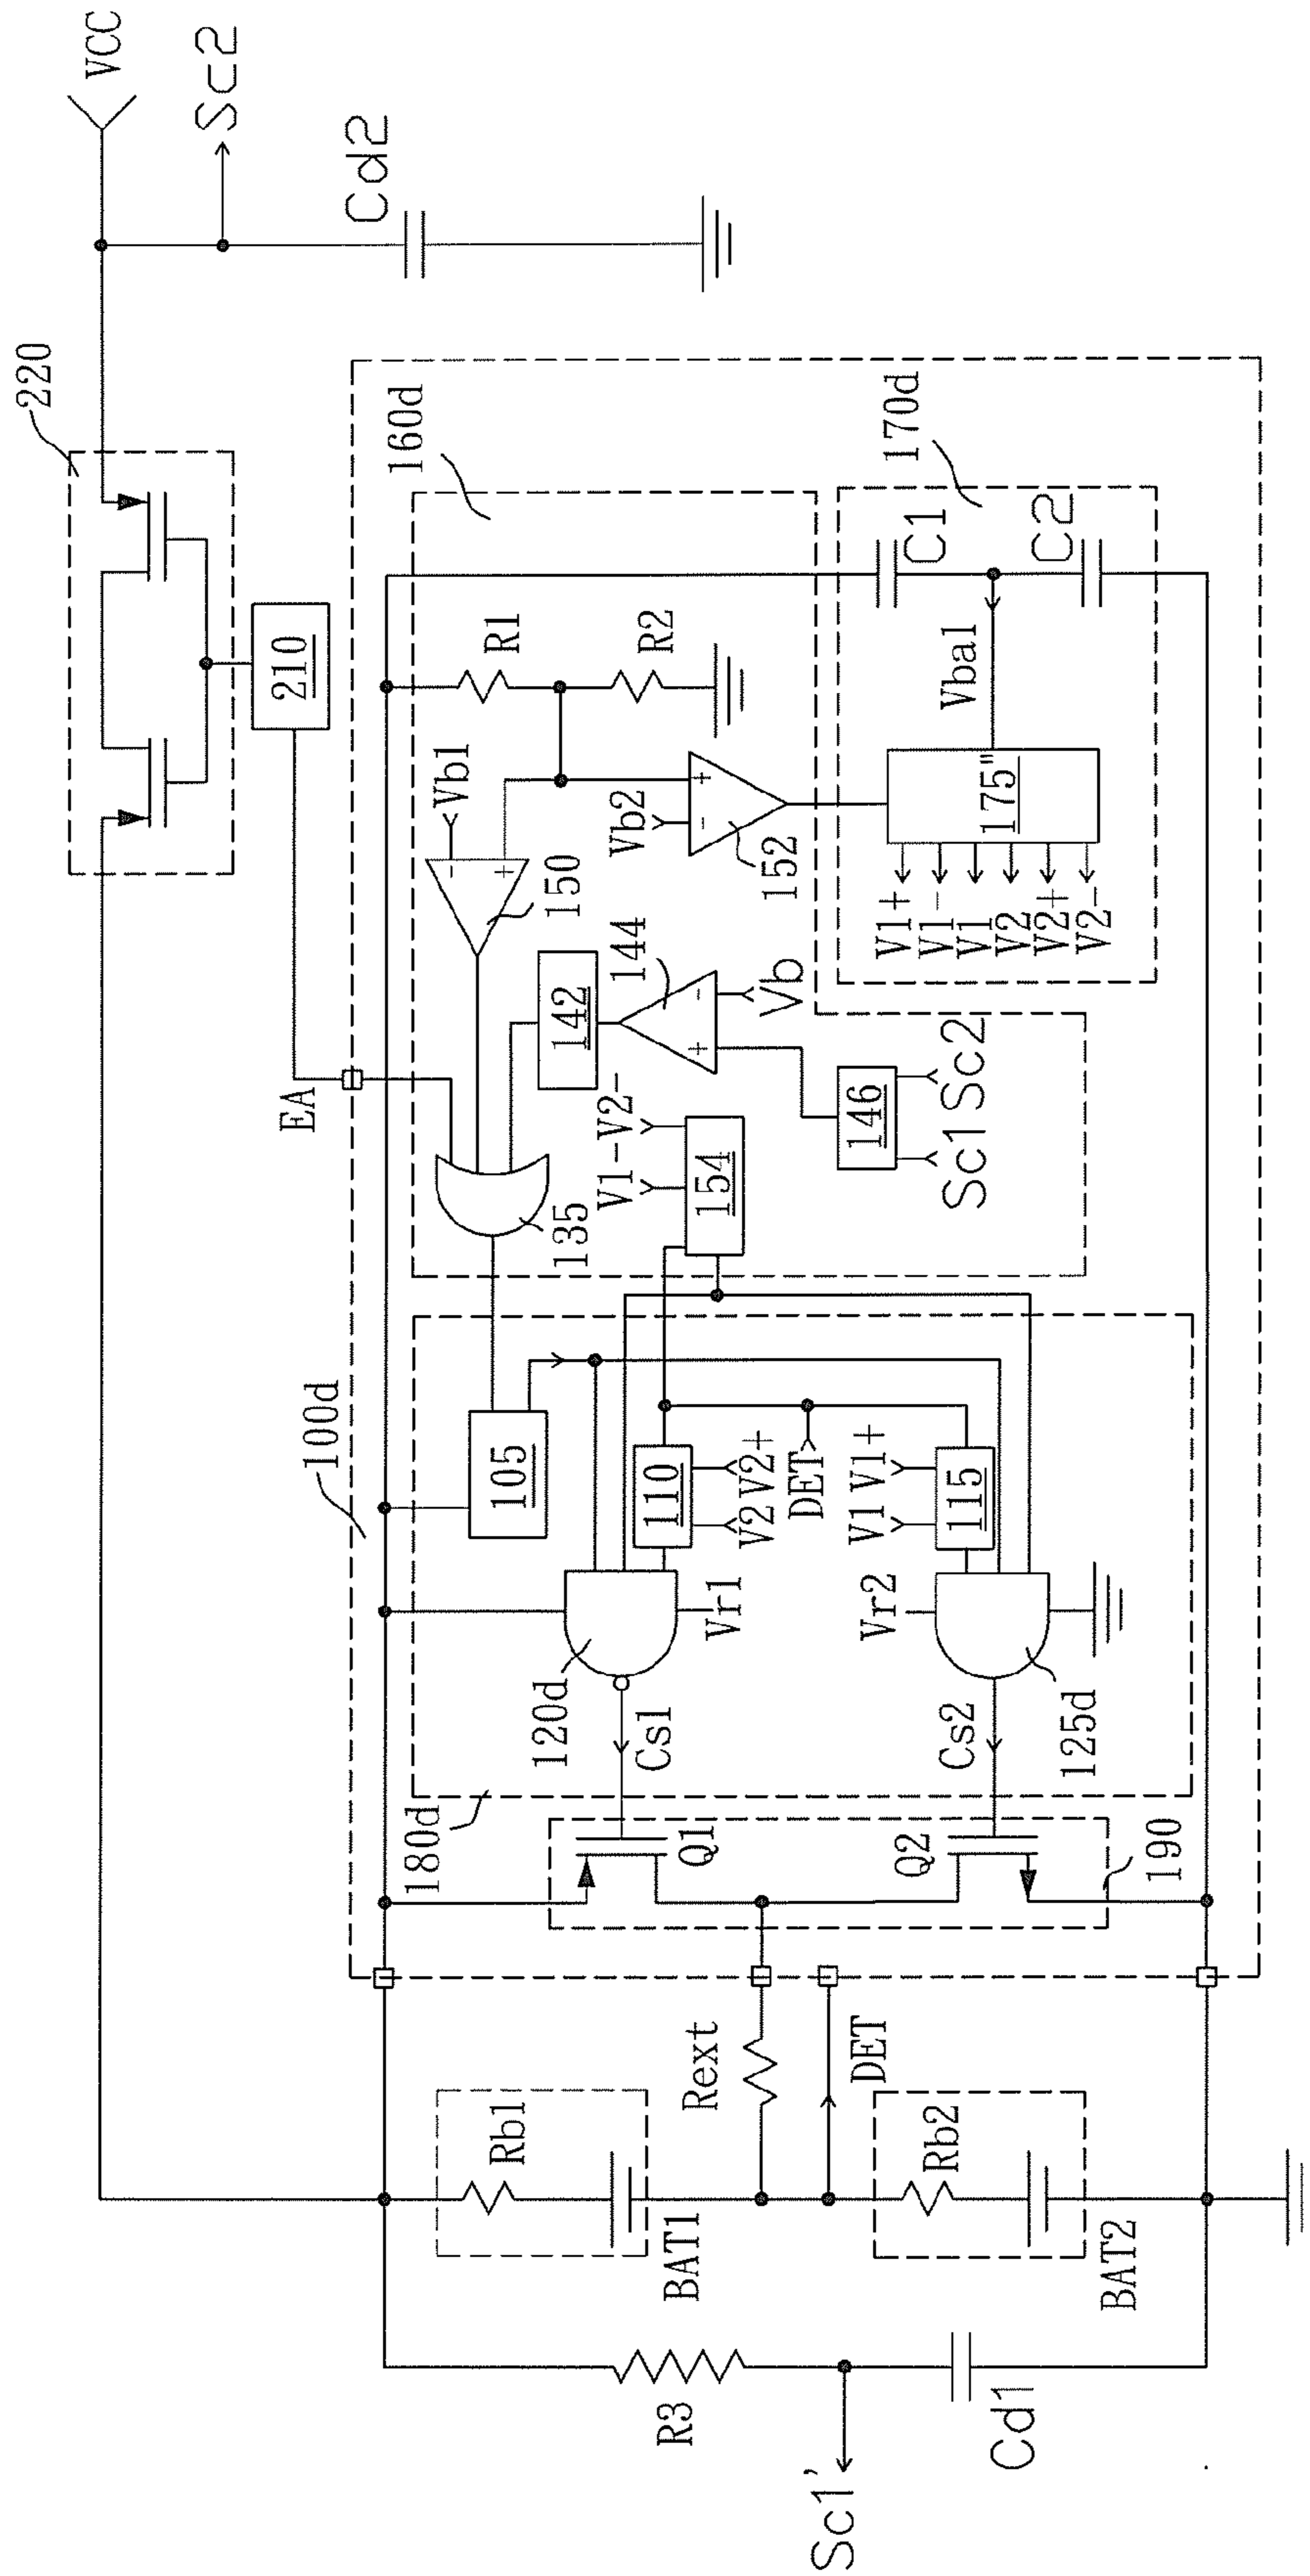 VCC
Sc2
Cd2
220
210
EA
100d
160d
170d
R1
R2
C1
C2
Vb1
150
Vb2
152
Vbal
175"
V1+
V1-
V1
V2
V2+
V2-
142
144
Vb
146
Sc1
Sc2
V1-
V2-
154
135
105
110
V2
V2+
DET
V1
V1+
115
Vr1
Vr2
120d
125d
Cs1
Cs2
180d
190
Q1
Q2
Rext
DET
Rb1
BAT1
Rb2
BAT2
R3
Sc1'
Cd1